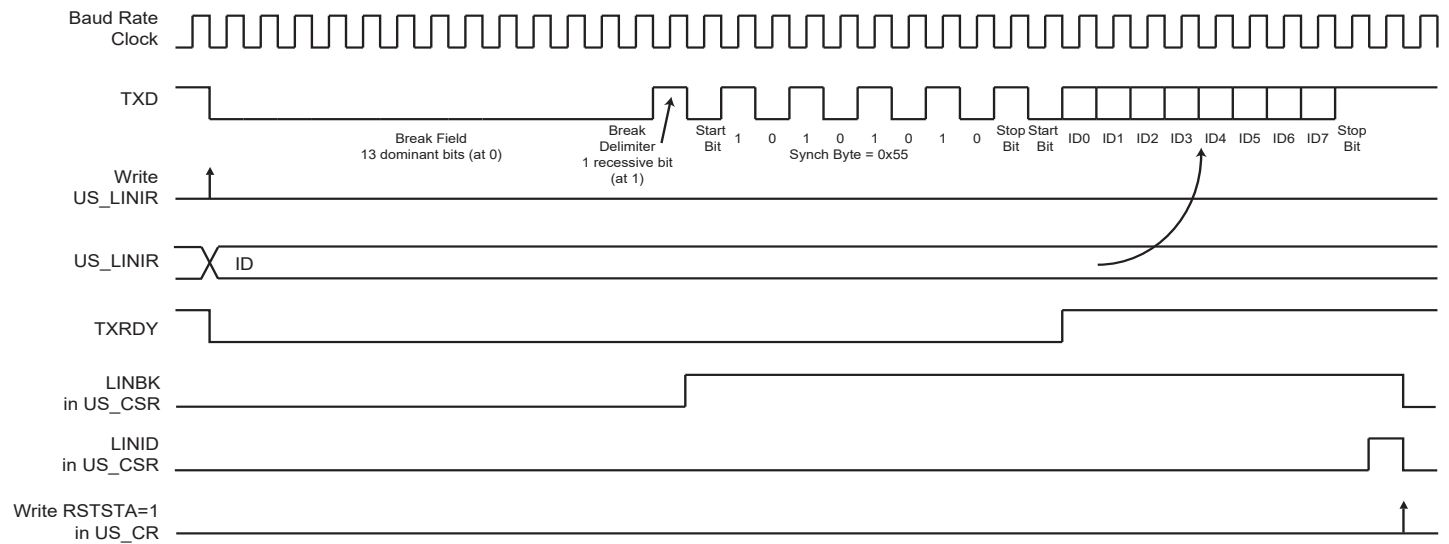 Baud Rate
Clock
TXD
Break Field
13 dominant bits (at 0)
Break
Delimiter
1 recessive bit
(at 1)
Start
Bit
1 0 1 0 1 0 1 0
Synch Byte = 0x55
Stop
Bit
Start
Bit
ID0 ID1 ID2 ID3 ID4 ID5 ID6 ID7
Stop
Bit
Write
US_LINIR
US_LINIR
ID
TXRDY
LINBK
in US_CSR
LINID
in US_CSR
Write RSTSTA=1
in US_CR